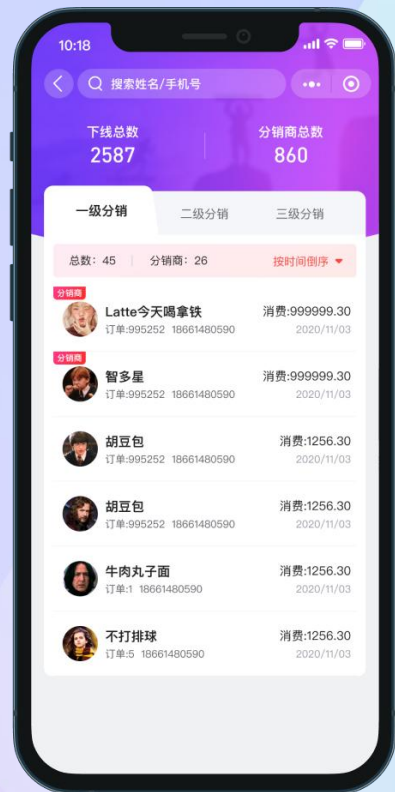 10:18
搜索姓名/手机号
下线总数
分销商总数
2587
860
一级分销
二级分销
三级分销
总数: 45
分销商: 26
按时间倒序
分销商
Latte今天喝拿铁
消费:999999.30
订单:995252 18661480590
2020/11/03
分销商
智多星
消费:999999.30
订单:995252 18661480590
2020/11/03
胡豆包
消费:1256.30
订单:995252 18661480590
2020/11/03
胡豆包
消费:1256.30
订单:995252 18661480590
2020/11/03
牛肉丸子面
消费:1256.30
订单:1 18661480590
2020/11/03
不打排球
消费:1256.30
订单:5 18661480590
2020/11/03